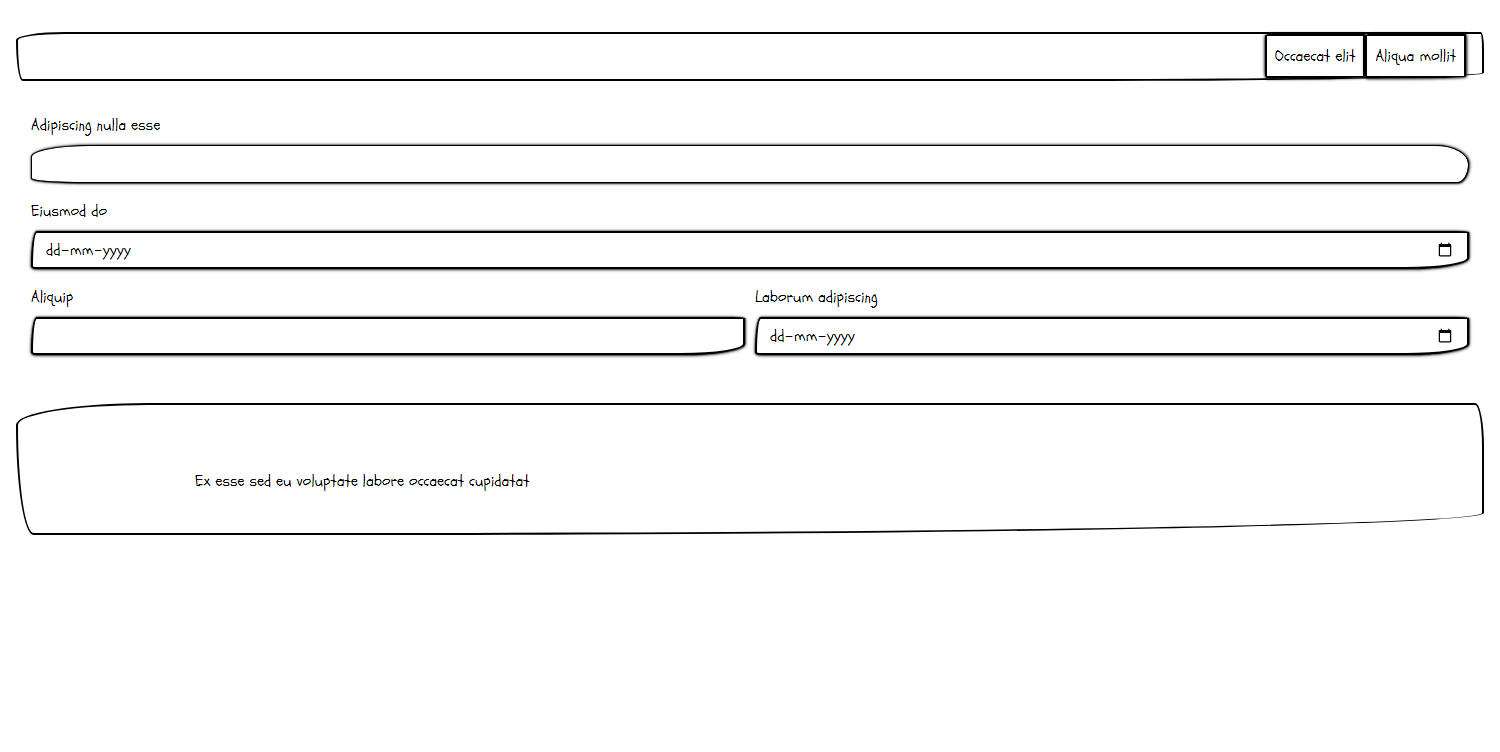 Occaecat elit Aliqua mollit
Adipiscing nulla esse
Eiusmod do
dd-mm-yyyy
Aliquip Laborum adipiscing
dd-mm-yyyy
Ex esse sed eu voluptate labore occaecat cupidatat